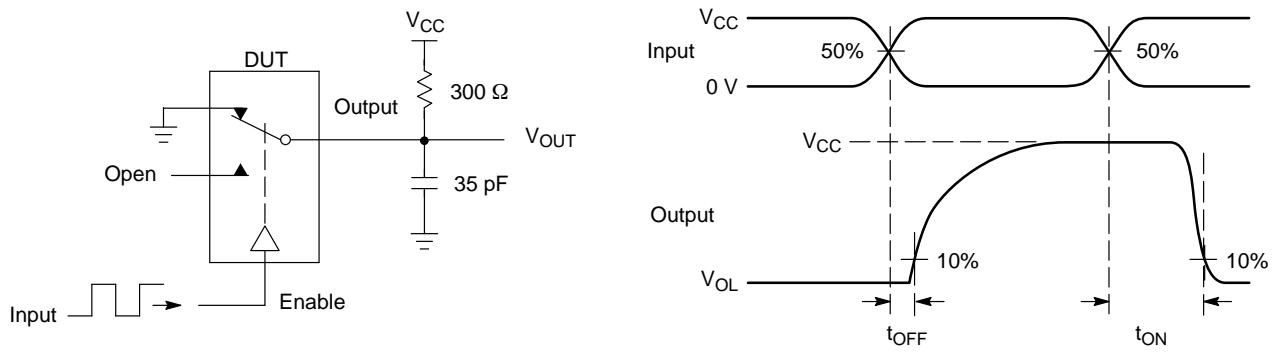 VCC
DUT
300 Ω
Output
VOUT
Open
35 pF
Enable
Input
VCC
Input
50%
50%
0 V
VCC
Output
10%
10%
VOL
tOFF
tON